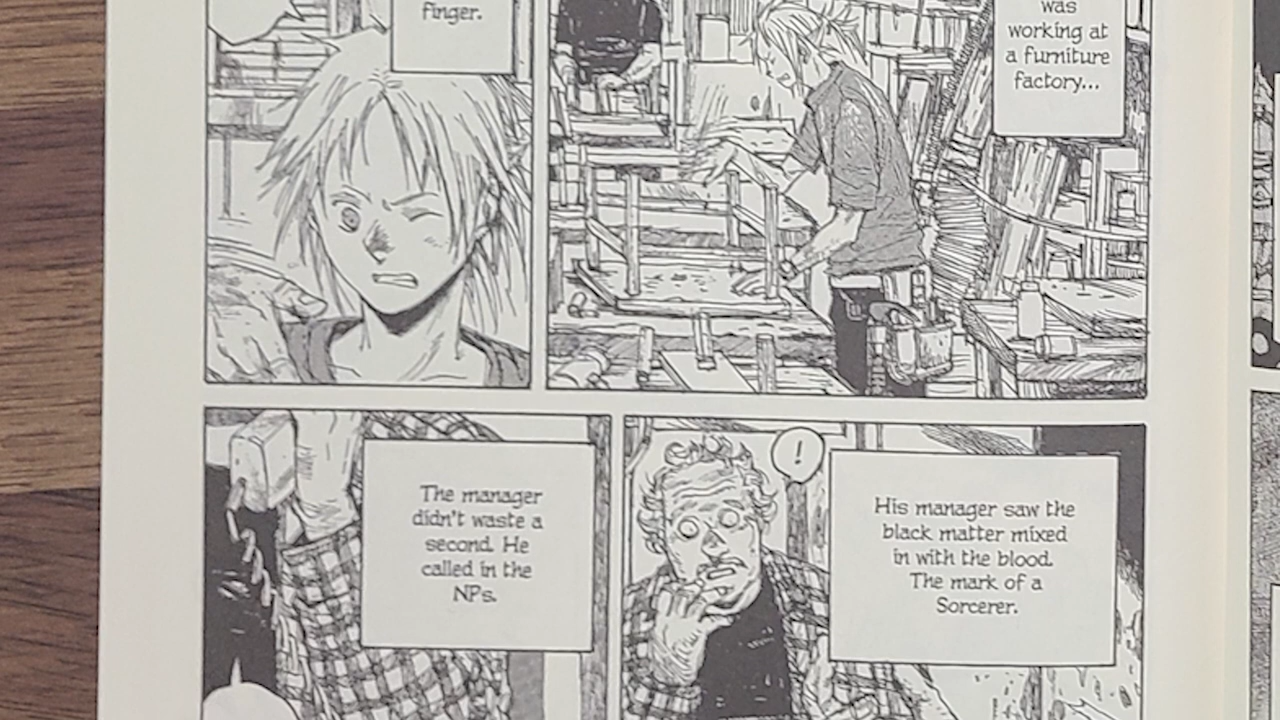 was
working at
a furniture
factory...
finger.
!
His manager saw the
black matter mixed
in with the blood.
The mark of a
Sorcerer.
The manager
didn't waste a
second. He
called in the
NPs.